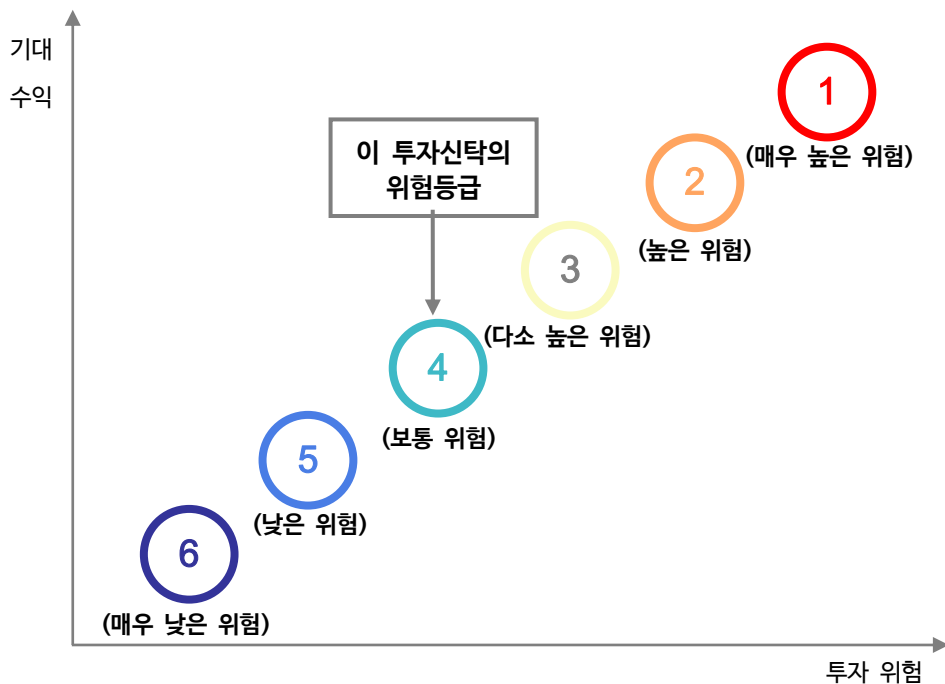 기대
수익
1
(매우 높은 위험)
이 투자신탁의
위험등급
2
(높은 위험)
3
(다소 높은 위험)
4
(보통 위험)
5
(낮은 위험)
6
(매우 낮은 위험)
투자 위험